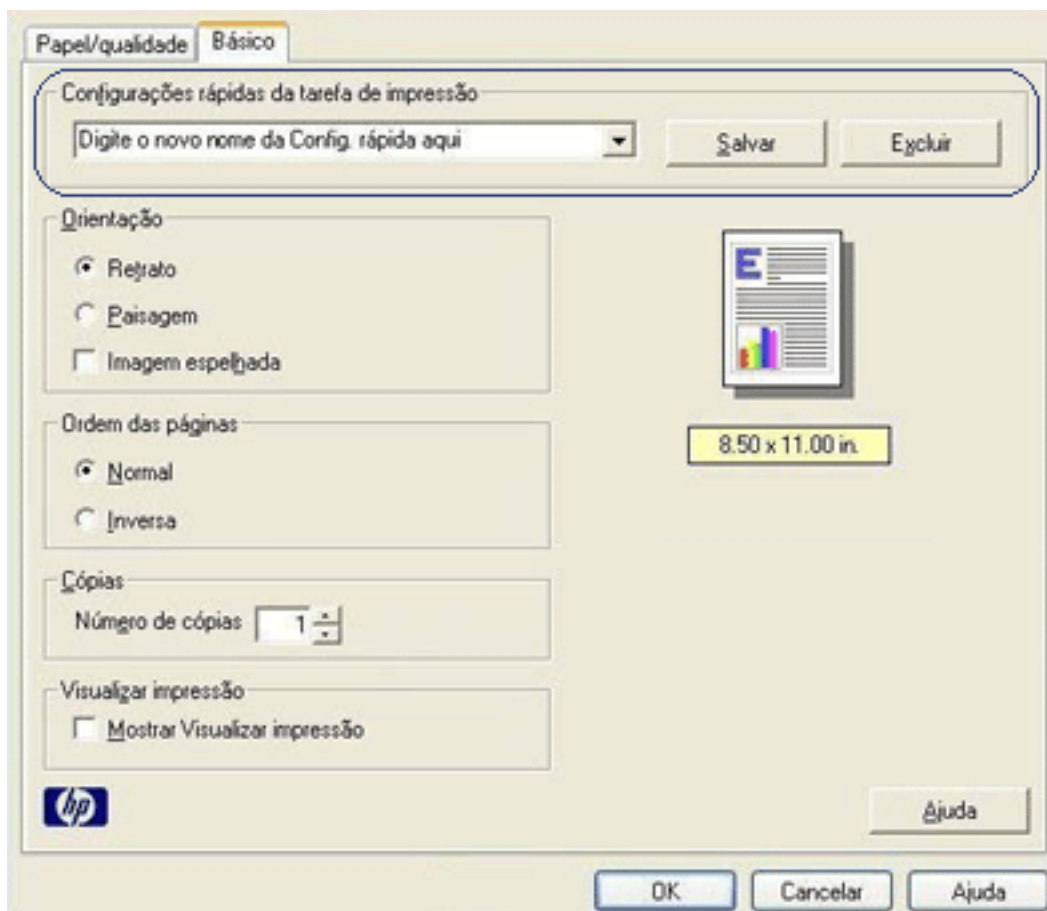 Papel/qualidade Básico
Configurações rápidas da tarefa de impressão
Digite o novo nome da Config. rápida aqui Salvar Excluir
Orientação
Retrato
Paisagem
Imagem espelhada
E
8.50 x 11.00 in.
Ordem das páginas
Normal
Inversa
Cópias
Número de cópias 1
Visualizar impressão
Mostrar Visualizar impressão
hp
Ajuda
OK Cancelar Ajuda